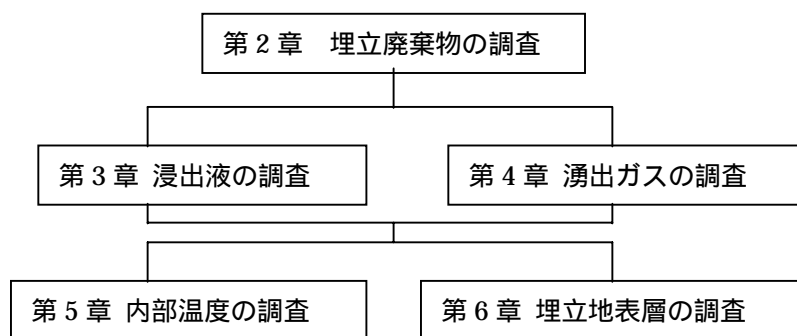 第2章　埋立廃棄物の調査
第3章 浸出液の調査
第4章 湧出ガスの調査
第5章 内部温度の調査
第6章 埋立地表層の調査